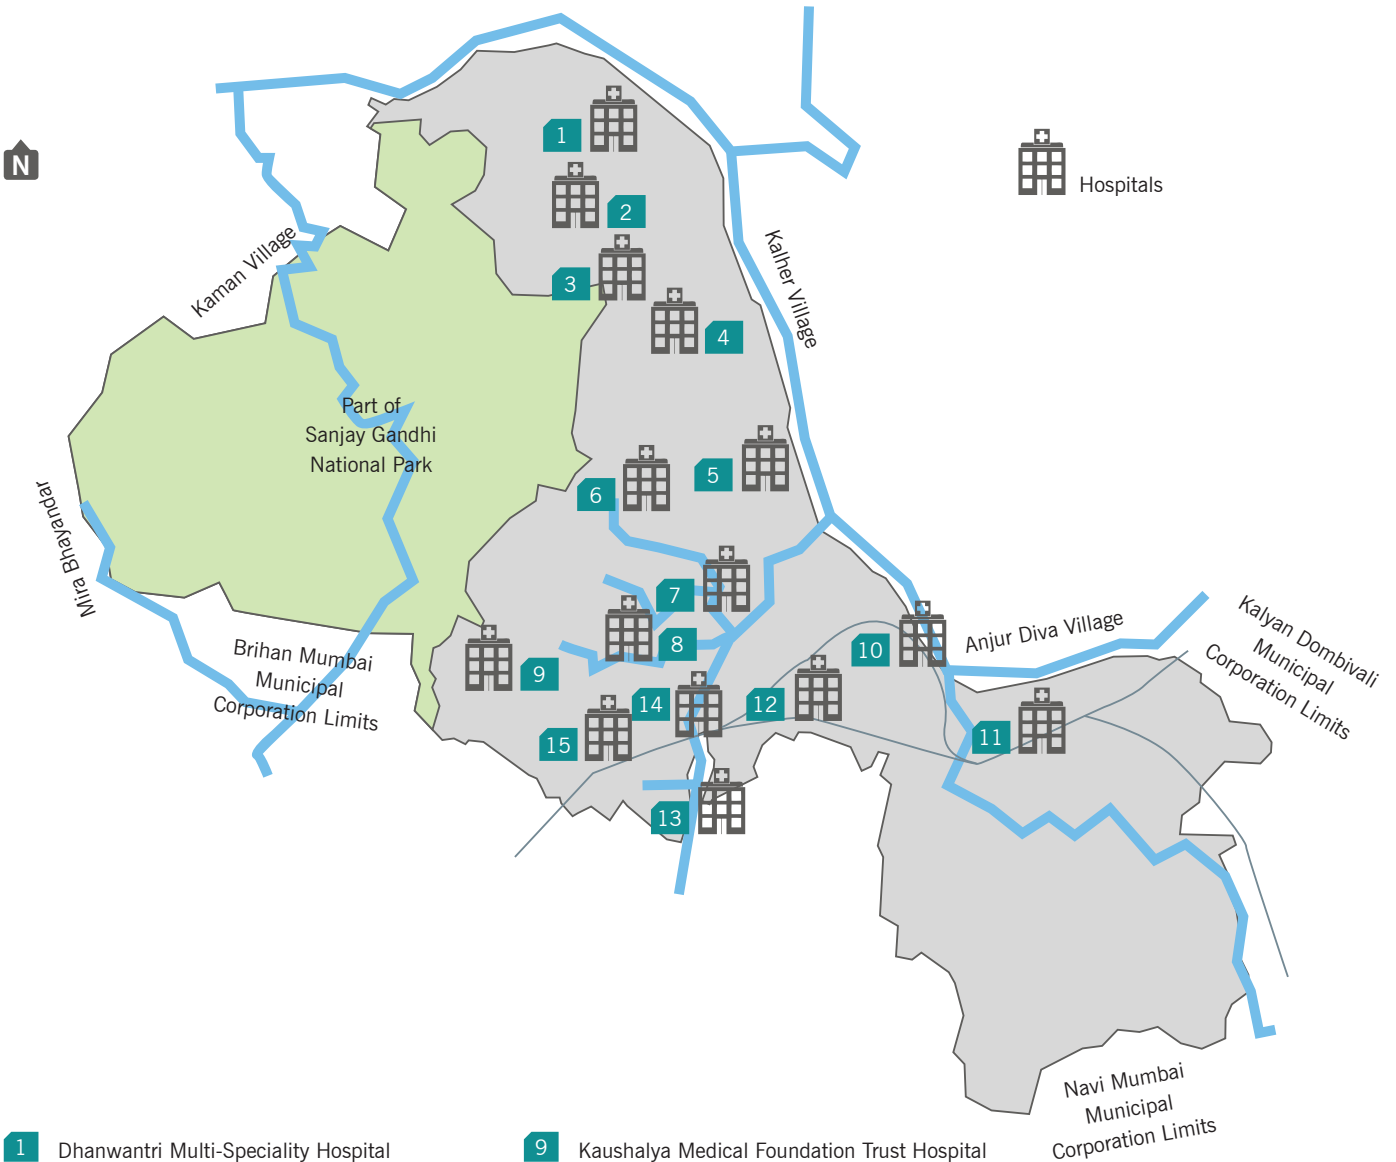 1
2
N
Hospitals
3
Kaman Village
Kalher Village
4
Part of
Sanjay Gandhi
National Park
5
6
Mira Bhayandar
7
8
9
10
Anjur Diva Village
Kalyan Dombivali
Municipal
Corporation Limits
Brihan Mumbai
Municipal
Corporation Limits
14
12
11
15
13
Navi Mumbai
Municipal
Corporation Limits
1 Dhanwantri Multi-Speciality Hospital
9 Kaushalya Medical Foundation Trust Hospital